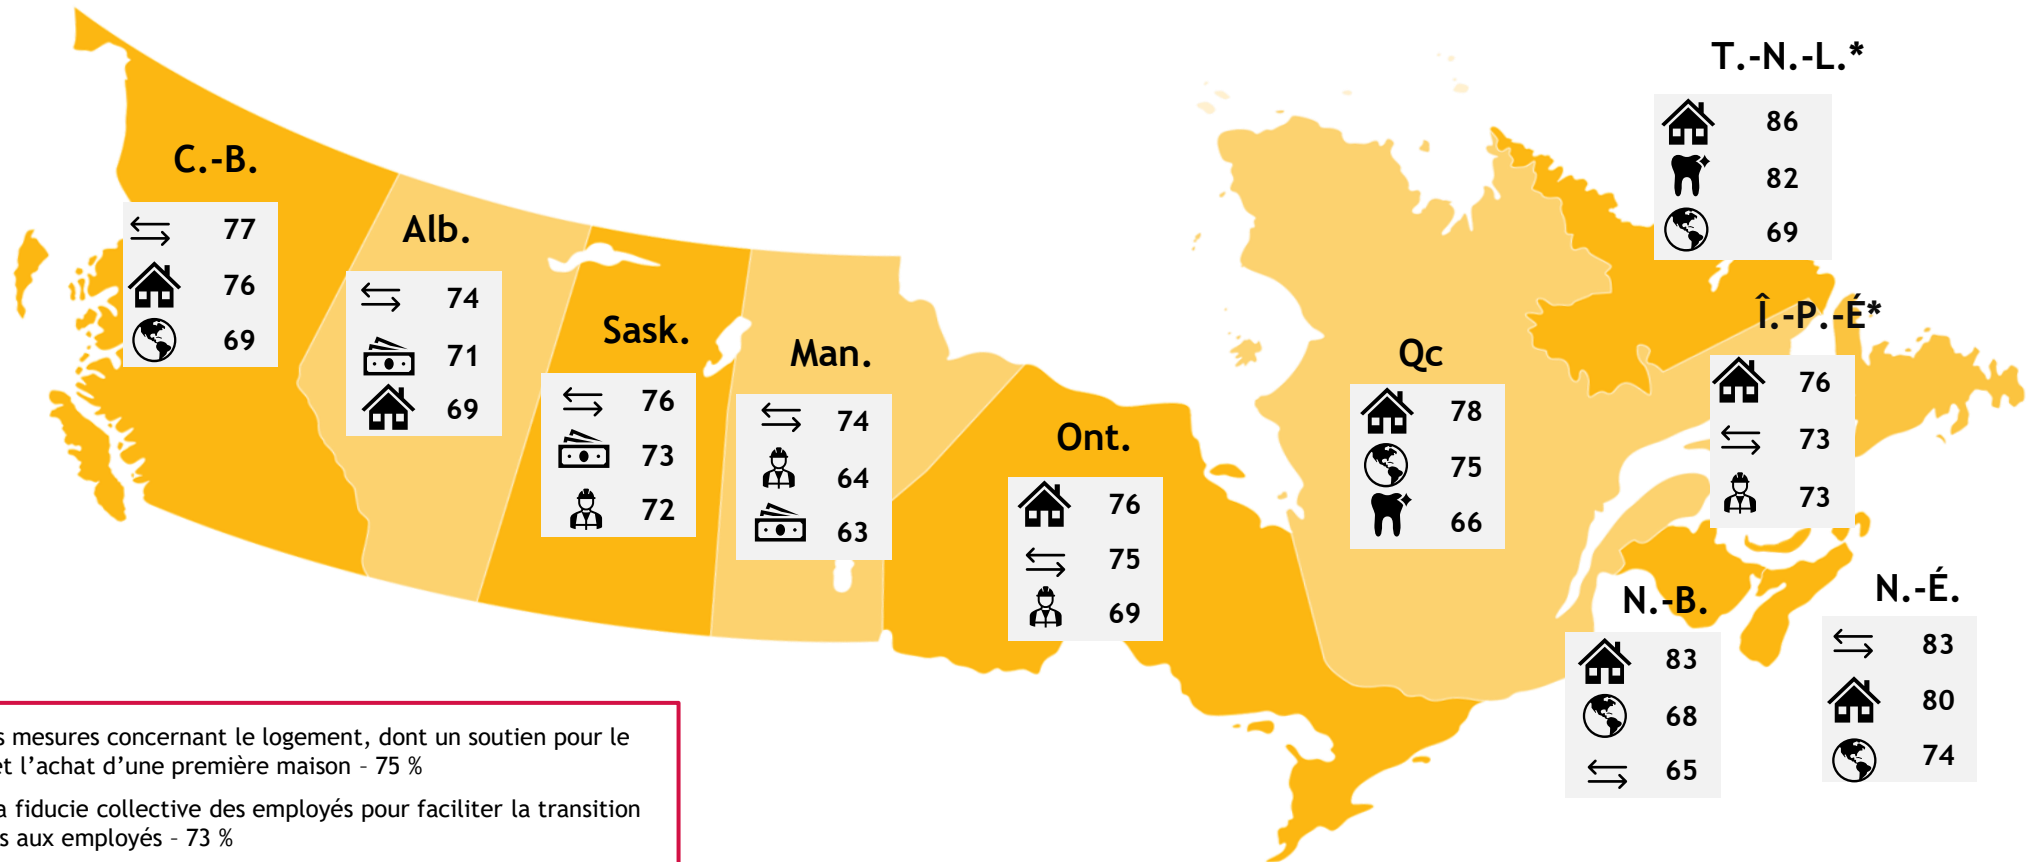 T.-N.-L.*
86
82
69
C.-B.
77
76
69
Alb.
74
71
69
Sask.
76
73
72
Man.
74
64
63
Ont.
76
75
69
Qc
78
75
66
Î.-P.-É*
76
73
73
N.-B.
83
68
65
N.-É.
83
80
74
mesures concernant le logement, dont un soutien pour le
et l’achat d’une première maison – 75 %
fiducie collective des employés pour faciliter la transition
aux employés – 73 %